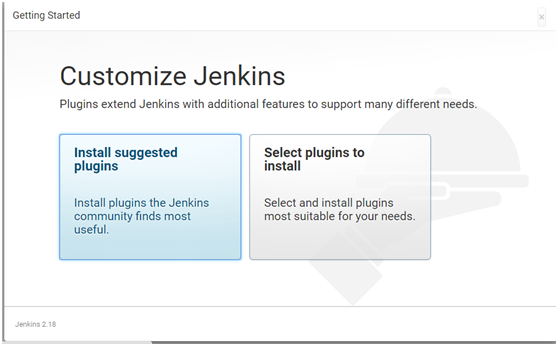 Getting Started
×
Customize Jenkins
Plugins extend Jenkins with additional features to support many different needs.
Install suggested
plugins
Install plugins the Jenkins
community finds most
useful.
Select plugins to
install
Select and install plugins
most suitable for your needs.
Jenkins 2.18